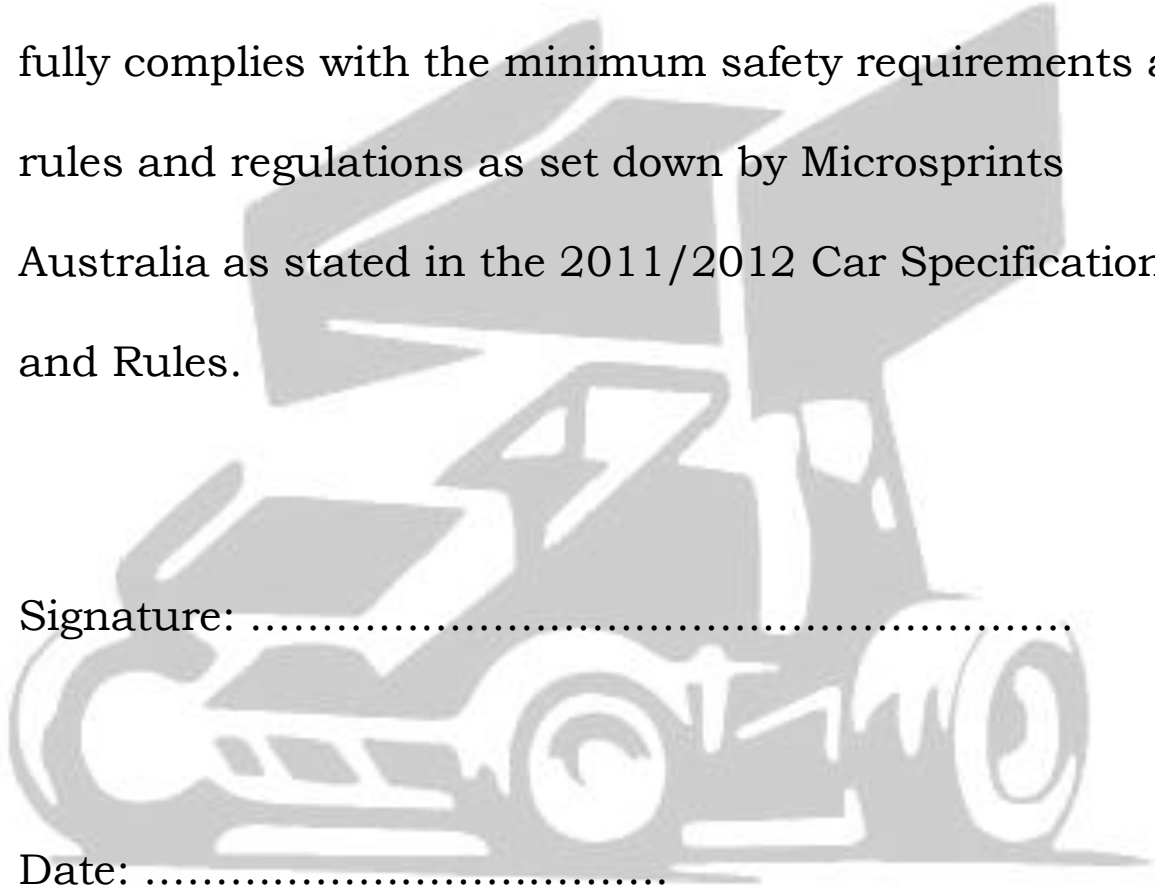 fully complies with the minimum safety requirements a
rules and regulations as set down by Microsprints
Australia as stated in the 2011/2012 Car Specification
and Rules.
Signature: ……………………………………………….
Date: ……………………………….